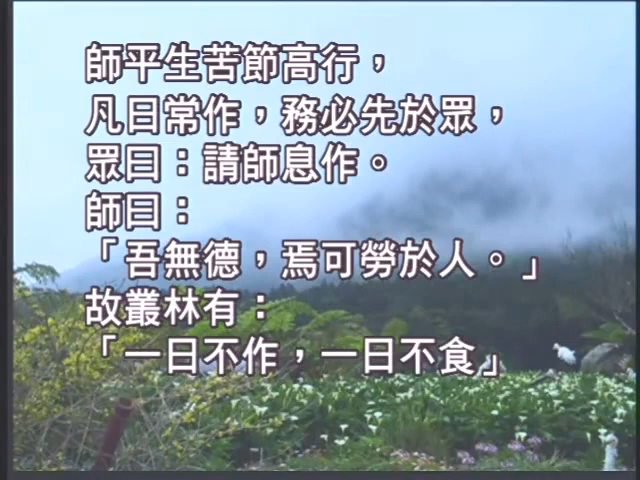 師平生苦節高行，
凡日常作，務必先於眾，
眾曰：請師息作。
師曰：
「吾無德，焉可勞於人。」
故叢林有：
「一日不作，一日不食」